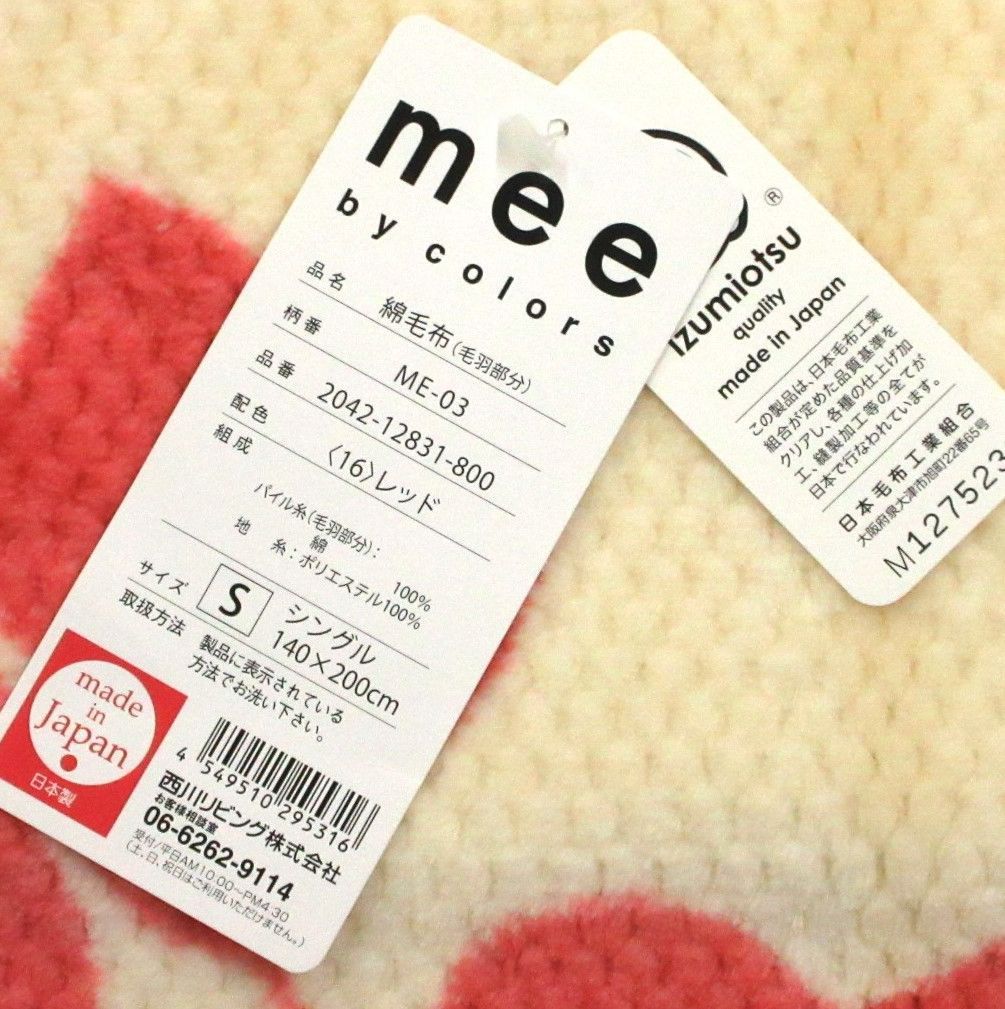 mee
by colors
品名 綿毛布(毛羽部分)
柄番 ME-03
品番 2042-12831-800
配色 〈16〉レッド
組成
パイル糸(毛羽部分):
綿 100%
地 糸:ポリエステル100%
サイズ S シングル
140×200cm
取扱方法 製品に表示されている
方法でお洗い下さい。
made
in
Japan
日本製
4 549510 295316
西川リビング株式会社
お客様相談室
06-6262-9114
受付/平日AM10:00〜PM4:30
(土、日、祝日はご利用いただけません。)
®
izumiotsu
quality
made in Japan
この製品は、日本毛布工業
組合が定めた品質基準を
クリアし、各種の仕上げ加
工、縫製加工等の全てが
日本で行なわれています。
日本毛布工業組合
大阪府泉大津市旭町22番65号
M127523